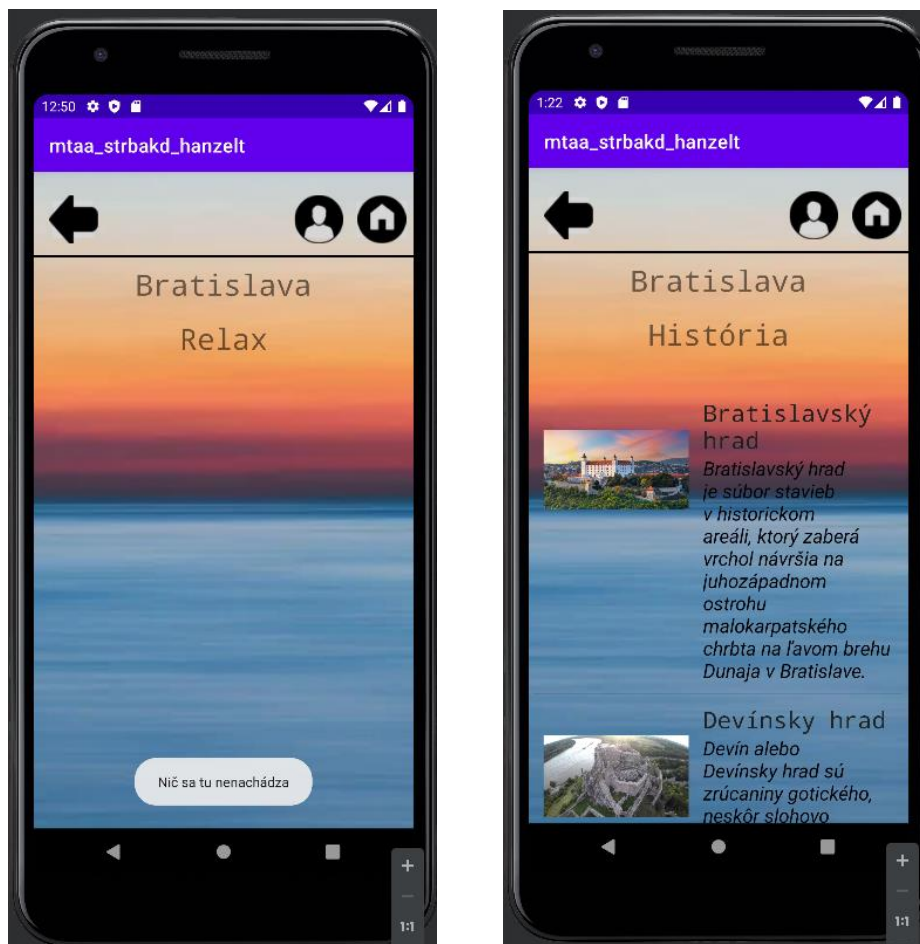 12:50
mtaa_strbakd_hanzelt
Bratislava
Relax
Nič sa tu nenachádza
+
1:1
1:22
mtaa_strbakd_hanzelt
Bratislava
História
Bratislavský
hrad
Bratislavský hrad
je súbor stavieb
v historickom
areáli, ktorý zaberá
vrchol návršia na
juhozápadnom
ostrohu
malokarpatského
chrbta na ľavom brehu
Dunaja v Bratislave.
Devínsky hrad
Devín alebo
Devínsky hrad sú
zrúcaniny gotického,
neskôr slohovo
+
1:1